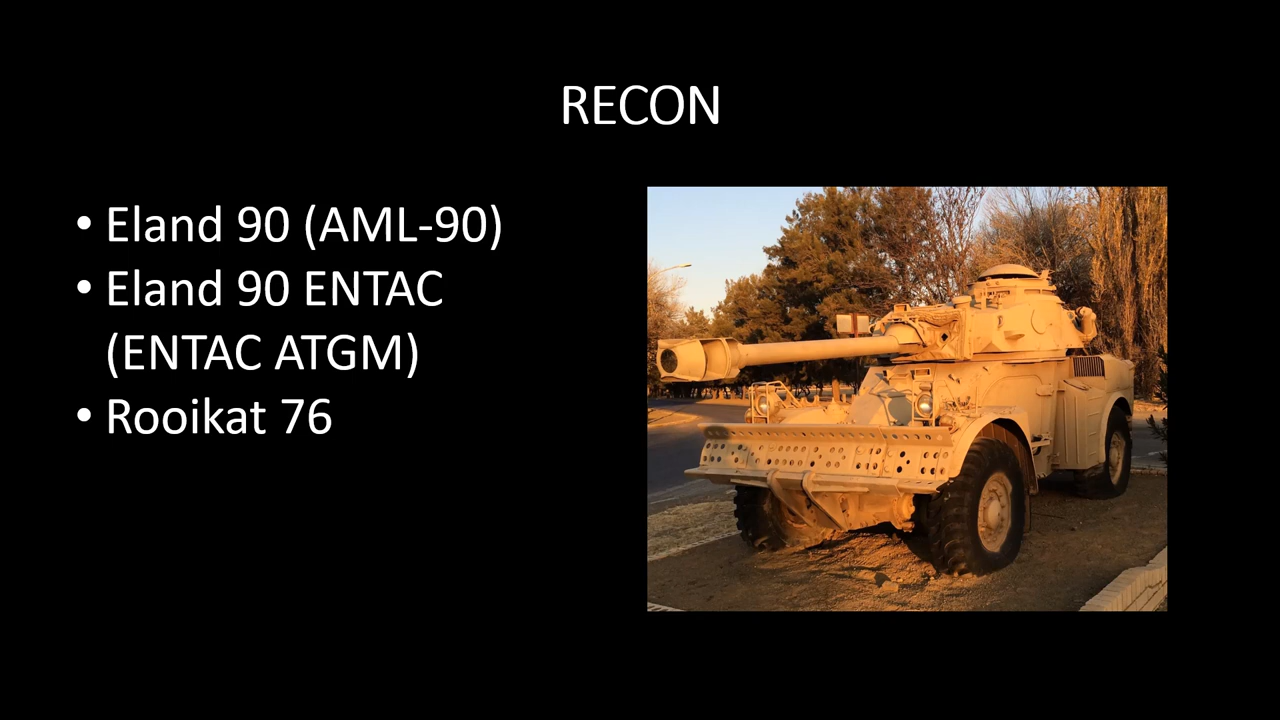 RECON
• Eland 90 (AML-90)
• Eland 90 ENTAC
(ENTAC ATGM)
• Rooikat 76